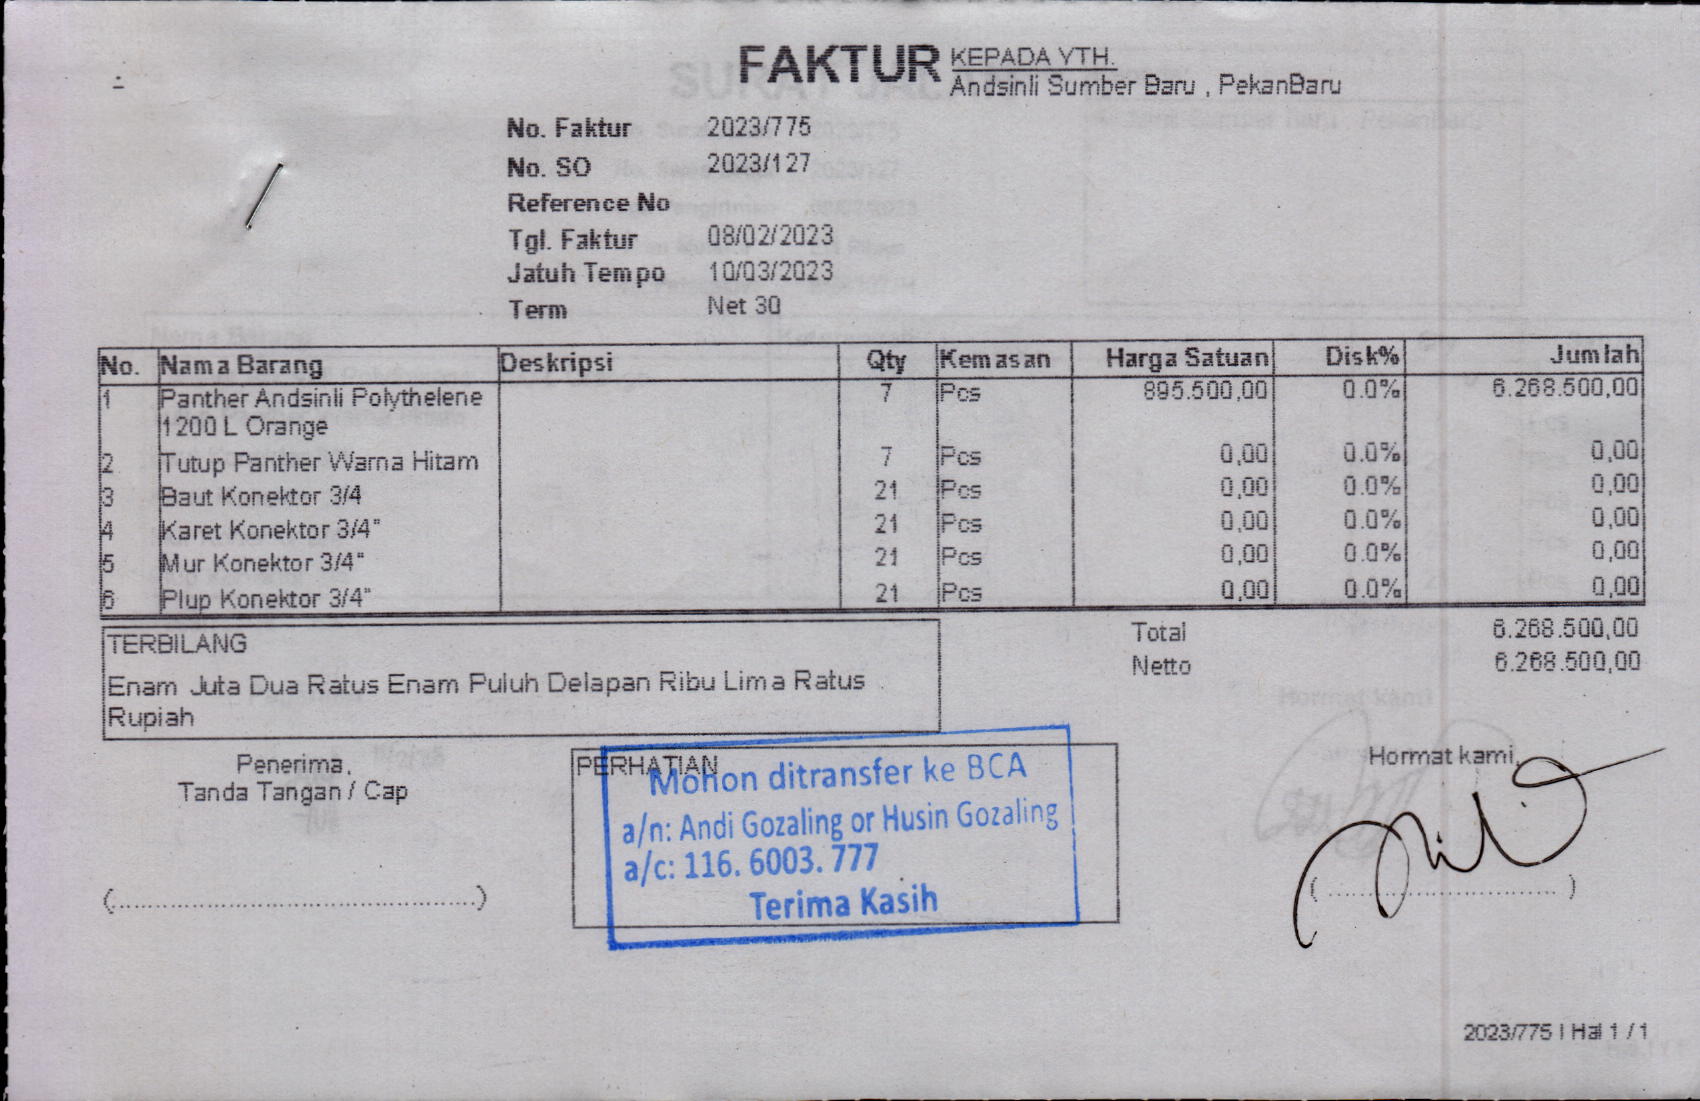 FAKTUR KEPADA YTH.
Andsinli Sumber Baru , PekanBaru
No. Faktur 2023/775
No. SO 2023/127
Reference No
Tgl. Faktur 08/02/2023
Jatuh Tempo 10/03/2023
Term Net 30
No. Nama Barang Deskripsi Qty Kemasan Harga Satuan Disk% Jumlah
1 Panther Andsinli Polythelene 7 Pcs 895.500,00 0.0% 6.268.500,00
1200 L Orange
2 Tutup Panther Warna Hitam 7 Pcs 0,00 0.0% 0,00
3 Baut Konektor 3/4 21 Pcs 0,00 0.0% 0,00
4 Karet Konektor 3/4" 21 Pcs 0,00 0.0% 0,00
5 Mur Konektor 3/4" 21 Pcs 0,00 0.0% 0,00
6 Plup Konektor 3/4" 21 Pcs 0,00 0.0% 0,00
TERBILANG
Enam Juta Dua Ratus Enam Puluh Delapan Ribu Lima Ratus
Rupiah
Total 6.268.500,00
Netto 6.268.500,00
Penerima,
Tanda Tangan / Cap
(..............................................)
PERHATIAN
Mohon ditransfer ke BCA
a/n: Andi Gozaling or Husin Gozaling
a/c: 116. 6003. 777
Terima Kasih
Hormat kami,
( ............................. )
2023/775 | Hal 1 / 1